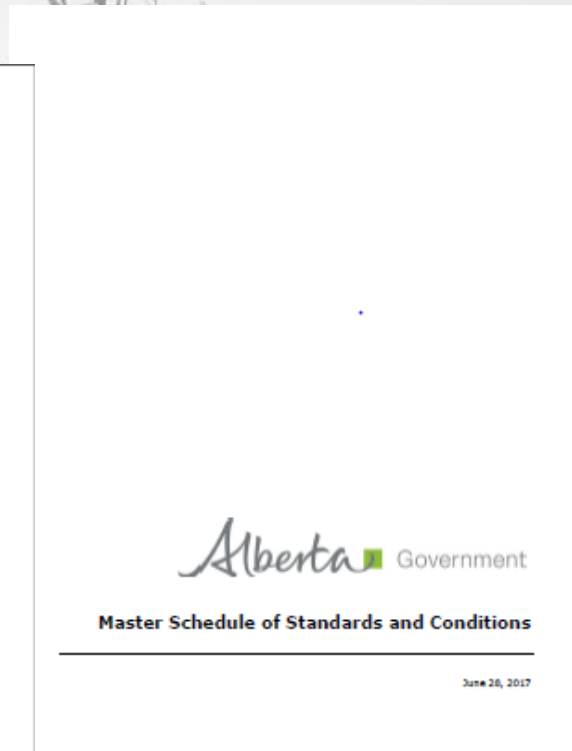 Alberta Government
Master Schedule of Standards and Conditions
June 28, 2017